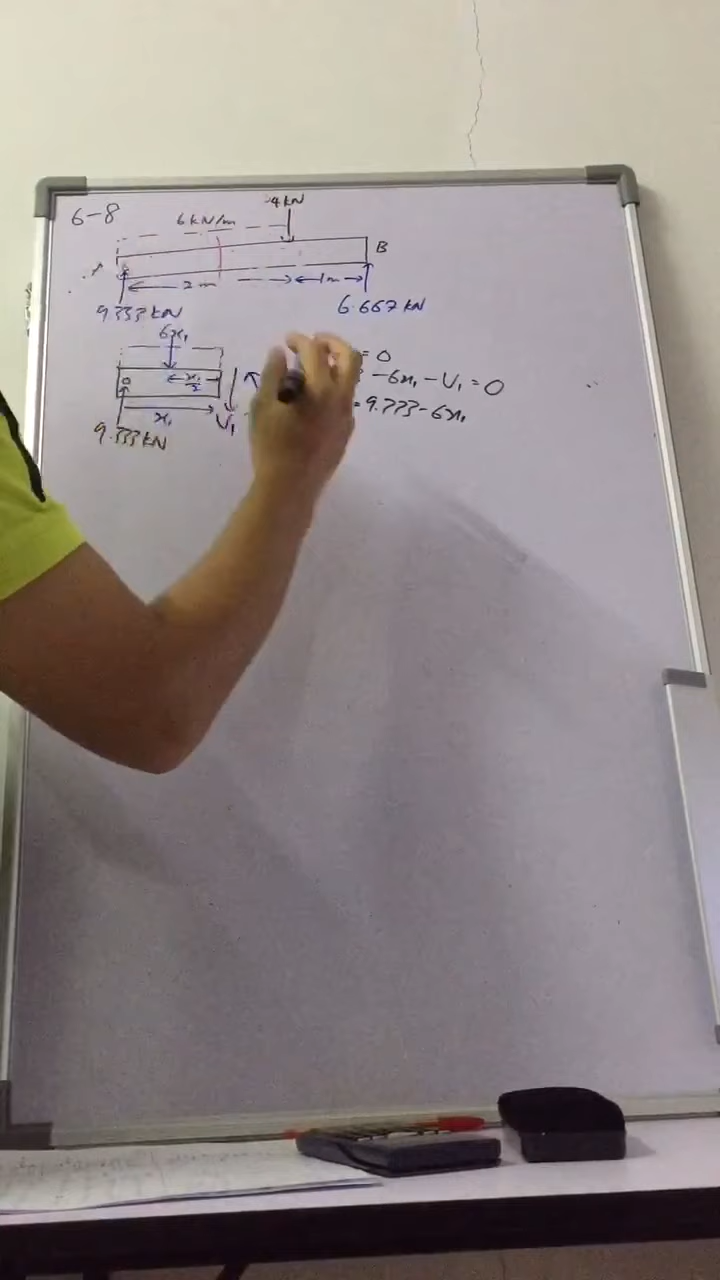 6-8
4kN
6kN/m
A
B
2m
1m
9.333kN
6.667kN
6x₁
O
x₁/2
x₁
V₁
9.333kN
=0
-6x₁-V₁=0
=9.333-6x₁